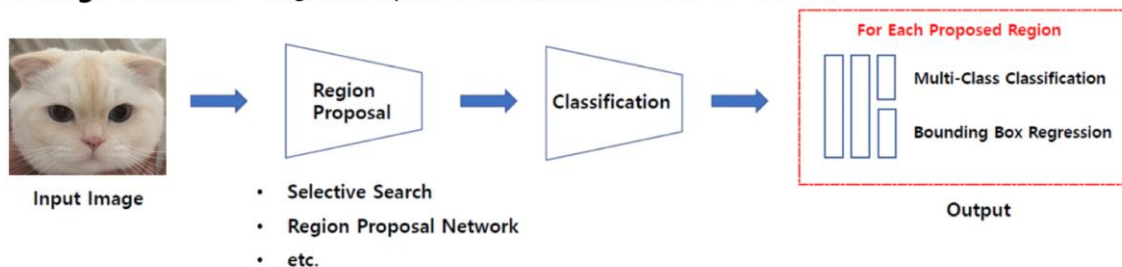 For Each Proposed Region
Region
Proposal
Classification
Multi-Class Classification
Bounding Box Regression
Input Image
• Selective Search
• Region Proposal Network
• etc.
Output